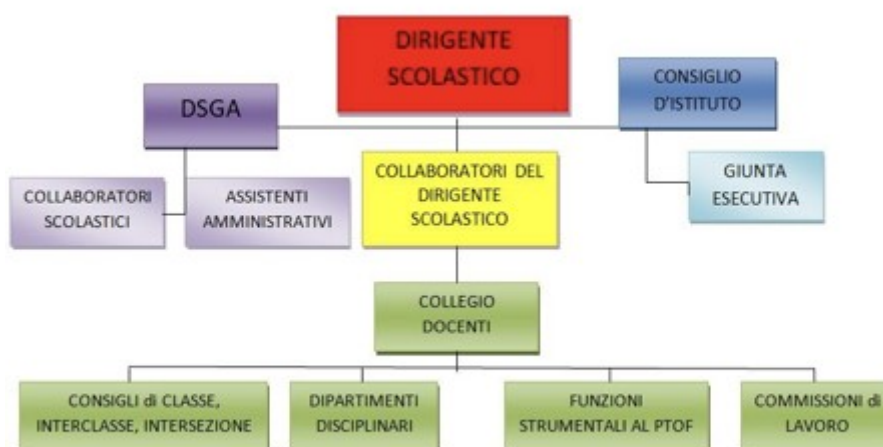 DIRIGENTE
SCOLASTICO
DSGA
CONSIGLIO
D'ISTITUTO
COLLABORATORI
SCOLASTICI
ASSISTENTI
AMMINISTRATIVI
COLLABORATORI DEL
DIRIGENTE
SCOLASTICO
GIUNTA
ESECUTIVA
COLLEGIO
DOCENTI
CONSIGLI di CLASSE,
INTERCLASSE, INTERSEZIONE
DIPARTIMENTI
DISCIPLINARI
FUNZIONI
STRUMENTALI AL PTOF
COMMISSIONI di
LAVORO